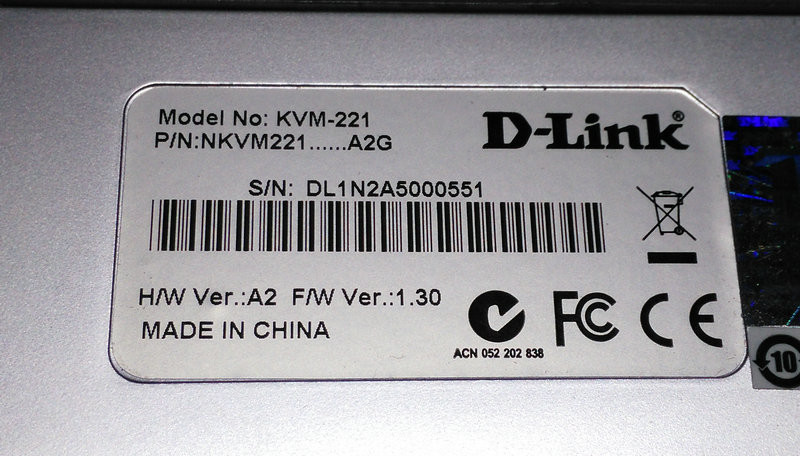 Model No: KVM-221
P/N:NKVM221......A2G
D-Link®
S/N: DL1N2A5000551
H/W Ver.:A2 F/W Ver.:1.30
MADE IN CHINA
ACN 052 202 838
FC CE
10